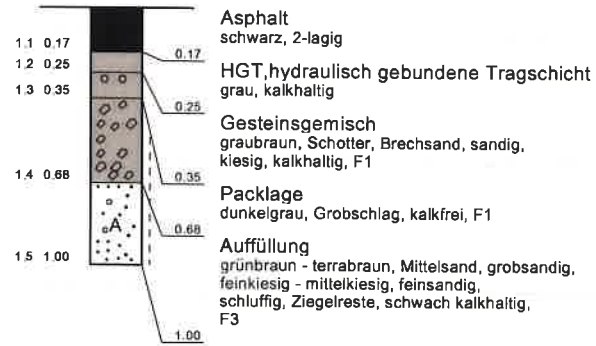 Asphalt
schwarz, 2-lagig
1.1 0.17
0.17
1.2 0.25
HGT,hydraulisch gebundene Tragschicht
grau, kalkhaltig
1.3 0.35
0.25
Gesteinsgemisch
graubraun, Schotter, Brechsand, sandig,
kiesig, kalkhaltig, F1
1.4 0.68
0.35
Packlage
dunkelgrau, Grobschlag, kalkfrei, F1
A
0.68
Auffüllung
1.5 1.00
grünbraun - terrabraun, Mittelsand, grobsandig,
feinkiesig - mittelkiesig, feinsandig,
schluffig, Ziegelreste, schwach kalkhaltig,
F3
1.00